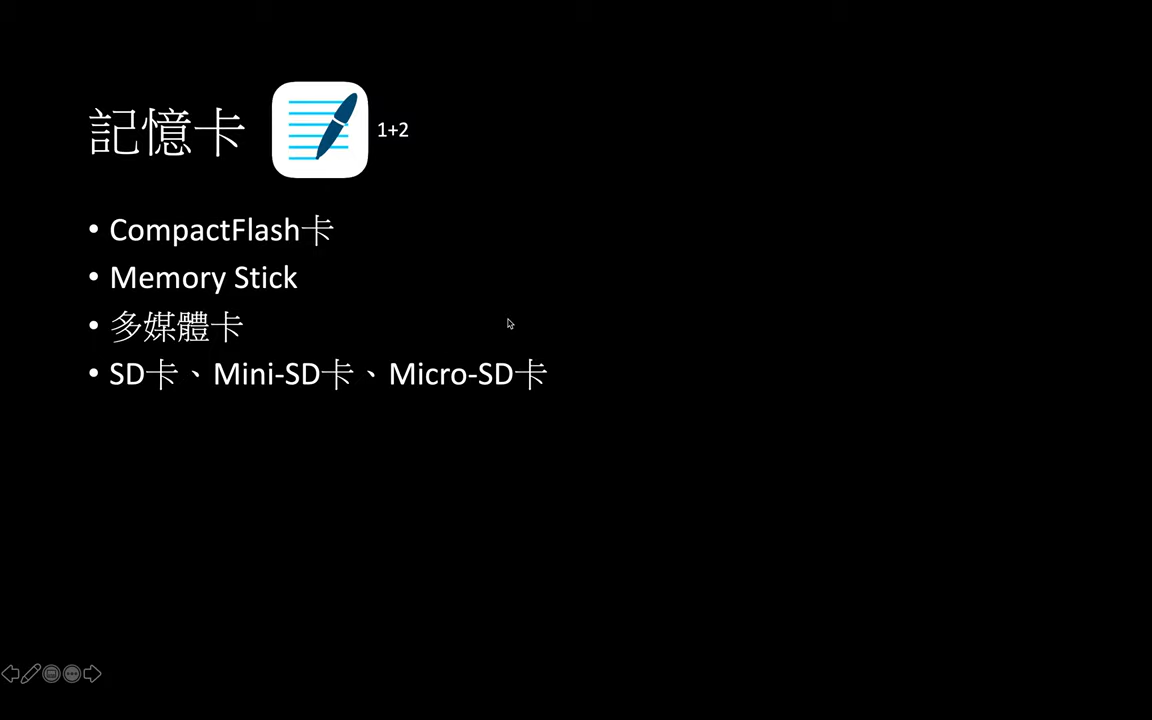 記憶卡 1+2
• CompactFlash卡
• Memory Stick
• 多媒體卡
• SD卡、Mini-SD卡、Micro-SD卡